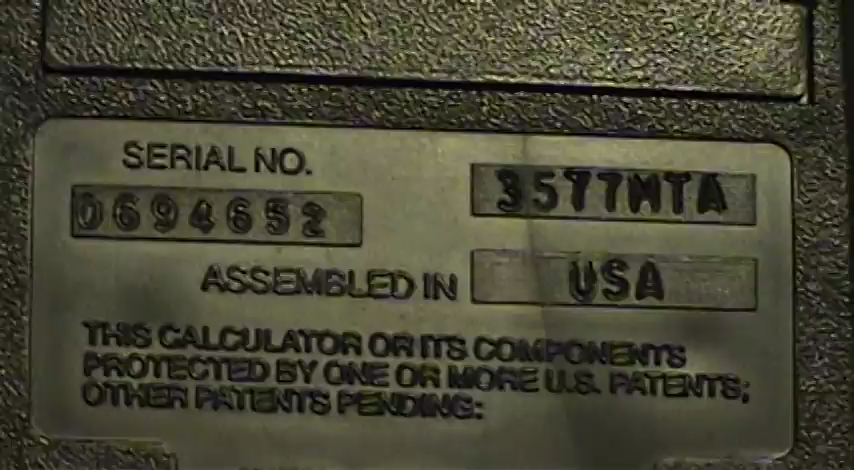 SERIAL NO.
0694652
3577MTA
ASSEMBLED IN USA
THIS CALCULATOR OR ITS COMPONENTS
PROTECTED BY ONE OR MORE U.S. PATENTS;
OTHER PATENTS PENDING: